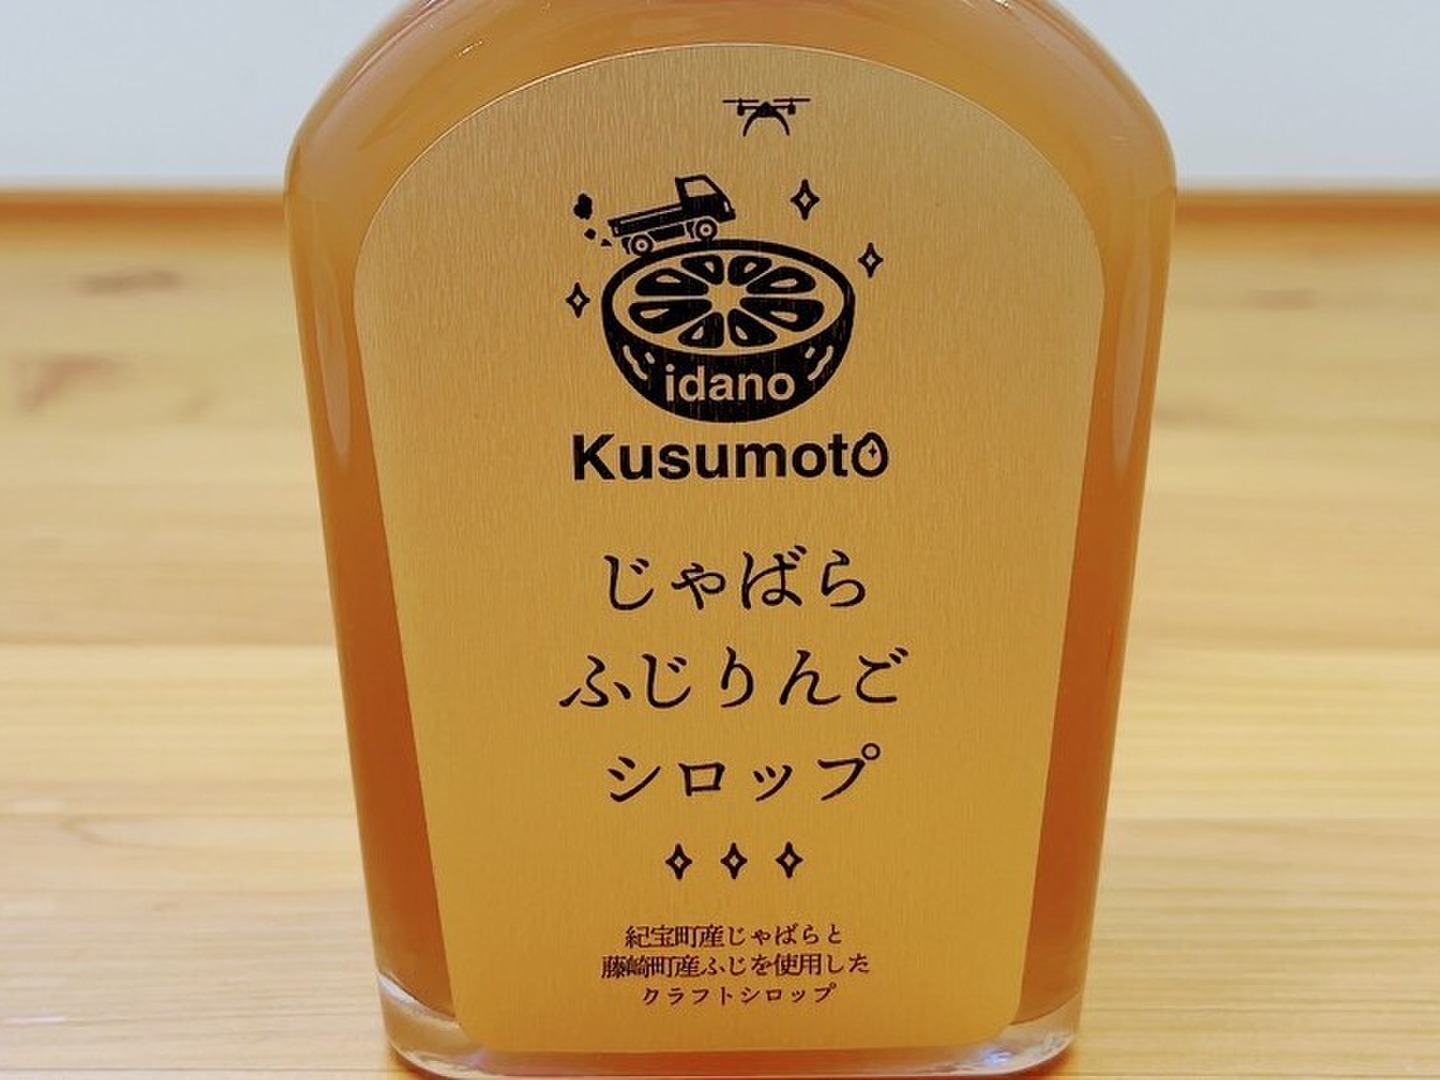 idano
Kusumoto
じゃばら
ふじりんご
シロップ
紀宝町産じゃばらと
藤崎町産ふじを使用した
クラフトシロップ